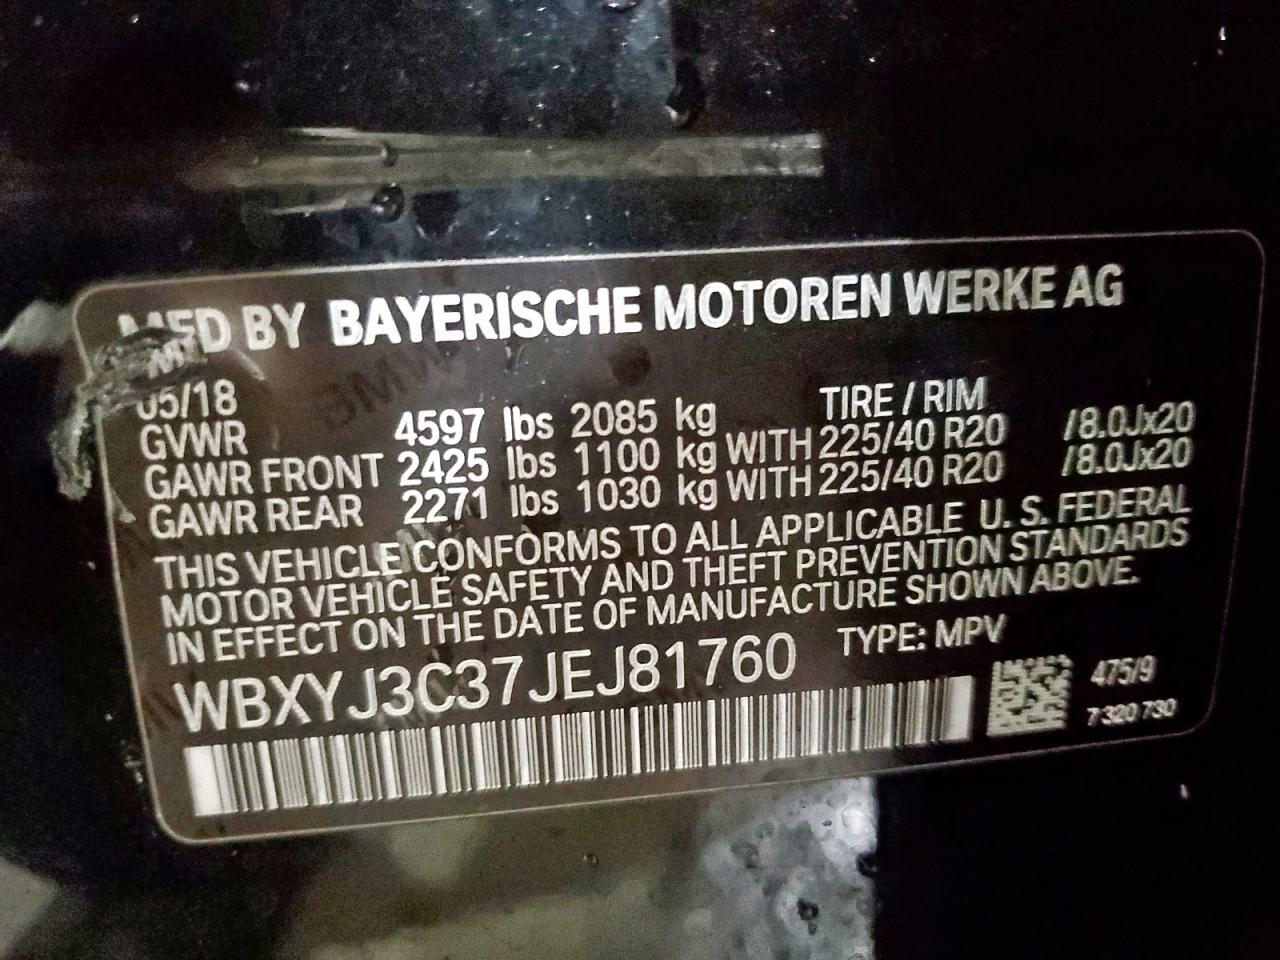 MFD BY BAYERISCHE MOTOREN WERKE AG
05/18
TIRE / RIM
GVWR 4597 lbs 2085 kg
GAWR FRONT 2425 lbs 1100 kg WITH 225/40 R20 /8.0Jx20
GAWR REAR 2271 lbs 1030 kg WITH 225/40 R20 /8.0Jx20
THIS VEHICLE CONFORMS TO ALL APPLICABLE U. S. FEDERAL
MOTOR VEHICLE SAFETY AND THEFT PREVENTION STANDARDS
IN EFFECT ON THE DATE OF MANUFACTURE SHOWN ABOVE.
WBXYJ3C37JEJ81760 TYPE: MPV
475/9
7 320 730